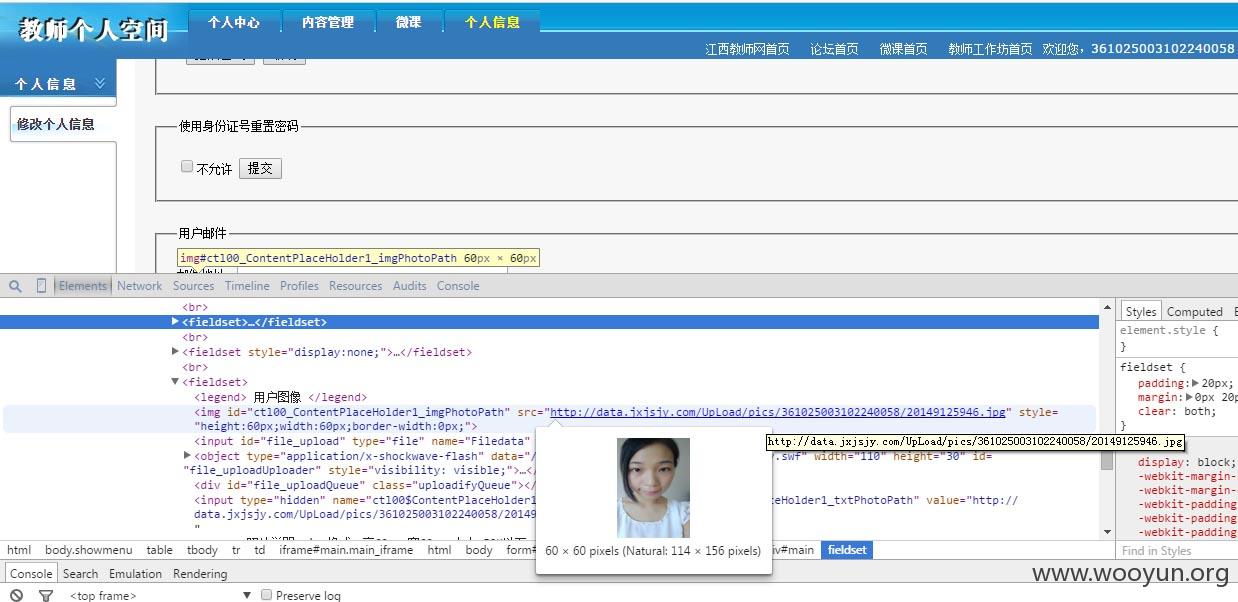 教师个人空间
个人中心 内容管理 微课 个人信息
江西教师网首页 论坛首页 微课首页 教师工作坊首页 欢迎您，361025003102240058
个人信息
修改个人信息
使用身份证号重置密码
不允许 提交
用户邮件
img#ctl00_ContentPlaceHolder1_imgPhotoPath 60px × 60px
Elements Network Sources Timeline Profiles Resources Audits Console
<br>
<fieldset>…</fieldset>
<br>
<fieldset style="display:none;">…</fieldset>
<br>
<fieldset>
<legend> 用户图像 </legend>
<img id="ctl00_ContentPlaceHolder1_imgPhotoPath" src="http://data.jxjsjy.com/UpLoad/pics/361025003102240058/20149125946.jpg" style=
"height:60px;width:60px;border-width:0px;">
<input id="file_upload" type="file" name="Filedata"
http://data.jxjsjy.com/UpLoad/pics/361025003102240058/20149125946.jpg
<object type="application/x-shockwave-flash" data="/ .swf" width="110" height="30" id=
"file_uploadUploader" style="visibility: visible;">…</
<div id="file_uploadQueue" class="uploadifyQueue"></
<input type="hidden" name="ctl00$ContentPlaceHolder1 ceHolder1_txtPhotoPath" value="http://
data.jxjsjy.com/UpLoad/pics/361025003102240058/20149
"
60 × 60 pixels (Natural: 114 × 156 pixels)
Styles Computed
element.style {
}
fieldset {
padding:▶20px;
margin:▶0px 20p
clear: both;
}
display: block;
-webkit-margin-
-webkit-margin-
-webkit-padding
-webkit-padding
-webkit-padding
Find in Styles
html body.showmenu table tbody tr td iframe#main.main_iframe html body form# iv#main fieldset
Console Search Emulation Rendering
<top frame> ▼ Preserve log
www.wooyun.org